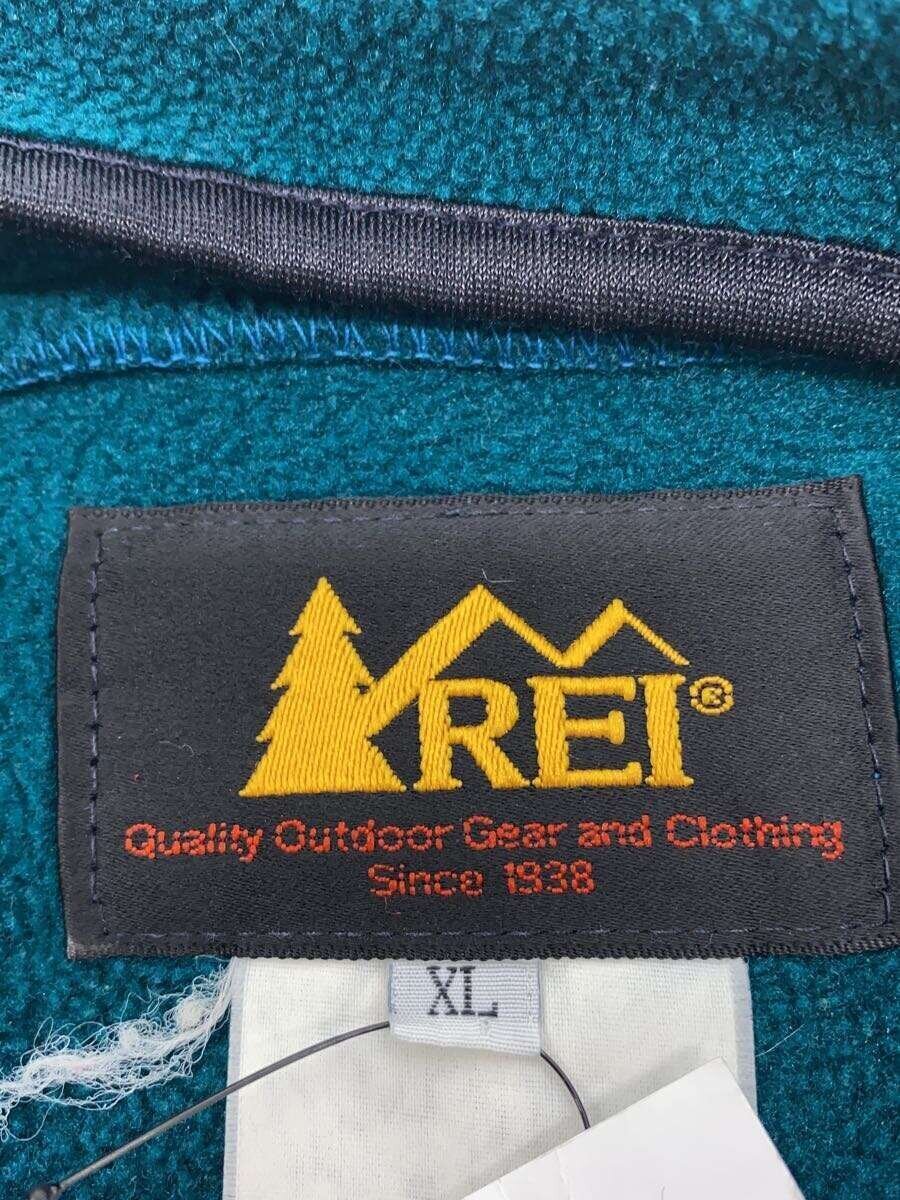 REI®
Quality Outdoor Gear and Clothing
Since 1938
XL